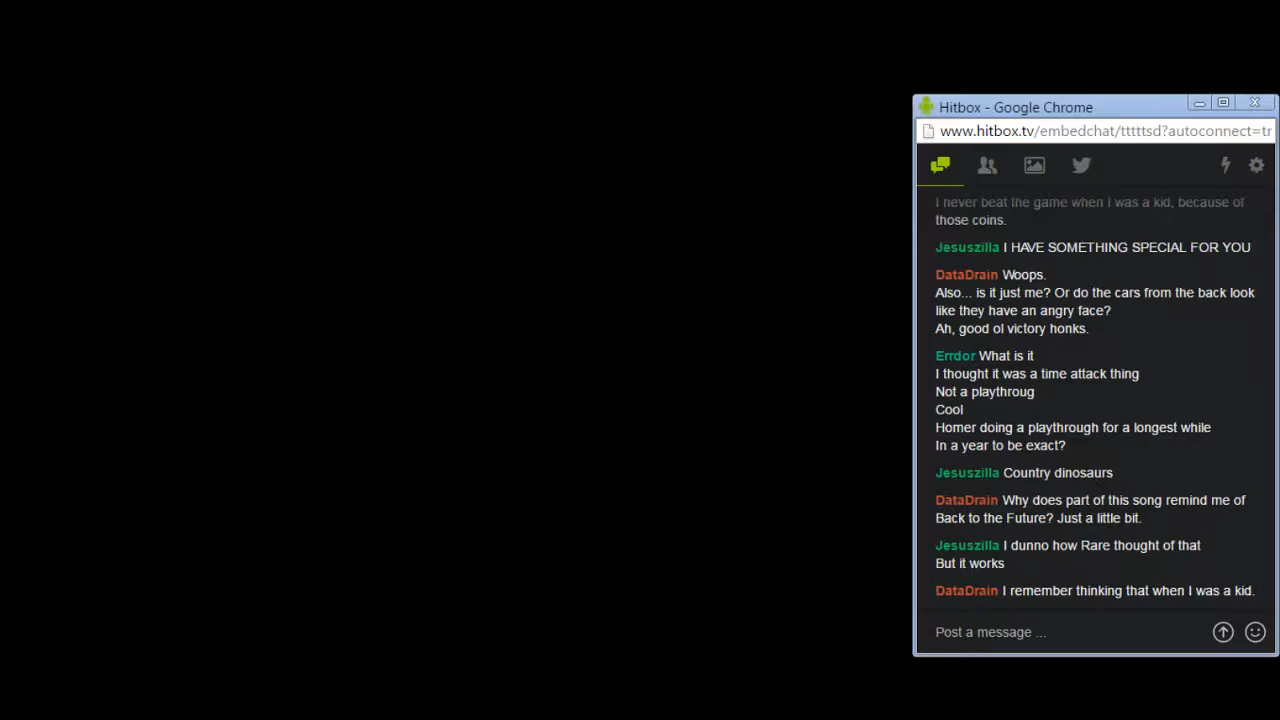 Hitbox - Google Chrome
www.hitbox.tv/embedchat/tttttsd?autoconnect=tr
I never beat the game when I was a kid, because of
those coins.
Jesuszilla I HAVE SOMETHING SPECIAL FOR YOU
DataDrain Woops.
Also... is it just me? Or do the cars from the back look
like they have an angry face?
Ah, good ol victory honks.
Errdor What is it
I thought it was a time attack thing
Not a playthroug
Cool
Homer doing a playthrough for a longest while
In a year to be exact?
Jesuszilla Country dinosaurs
DataDrain Why does part of this song remind me of
Back to the Future? Just a little bit.
Jesuszilla I dunno how Rare thought of that
But it works
DataDrain I remember thinking that when I was a kid.
Post a message ...